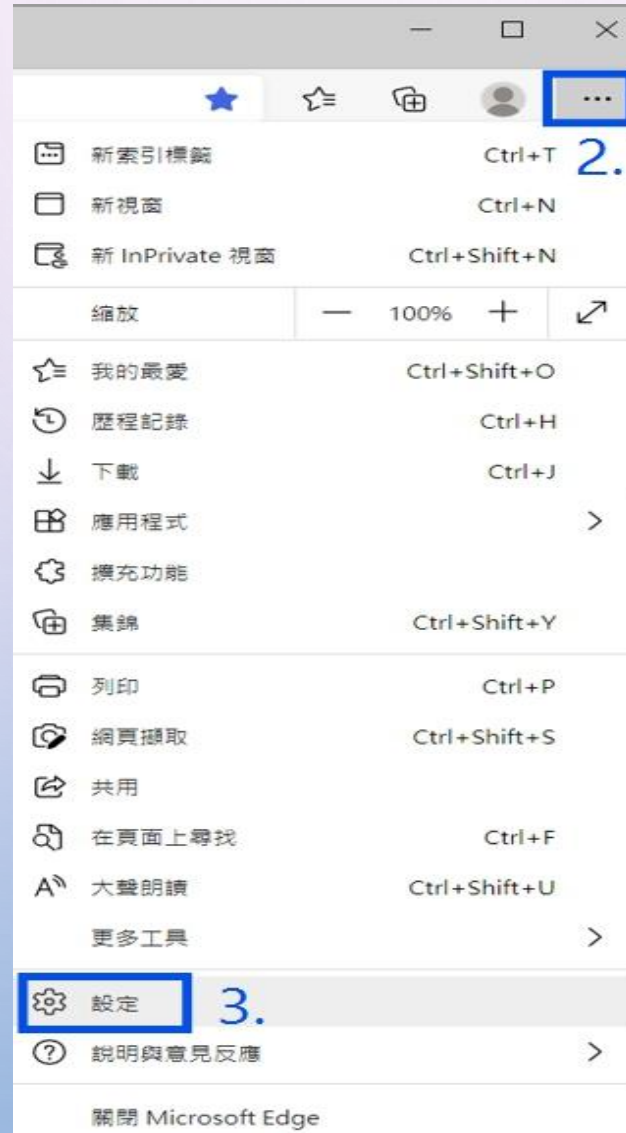 2.
新索引標籤 Ctrl+T
新視窗 Ctrl+N
新 InPrivate 視窗 Ctrl+Shift+N
縮放 — 100% +
我的最愛 Ctrl+Shift+O
歷程記錄 Ctrl+H
下載 Ctrl+J
應用程式
擴充功能
集錦 Ctrl+Shift+Y
列印 Ctrl+P
網頁擷取 Ctrl+Shift+S
共用
在頁面上尋找 Ctrl+F
大聲朗讀 Ctrl+Shift+U
更多工具
設定 3.
說明與意見反應
關閉 Microsoft Edge